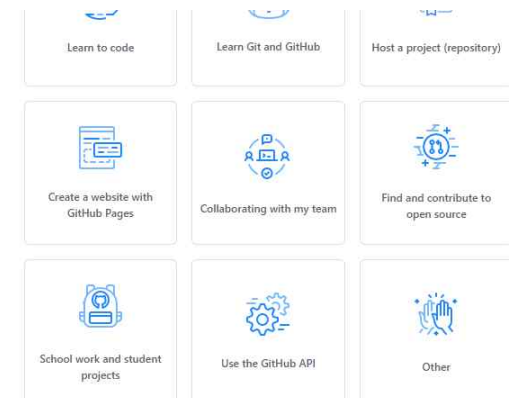 Learn to code
Learn Git and GitHub
Host a project (repository)
Create a website with
GitHub Pages
Collaborating with my team
Find and contribute to
open source
School work and student
projects
Use the GitHub API
Other